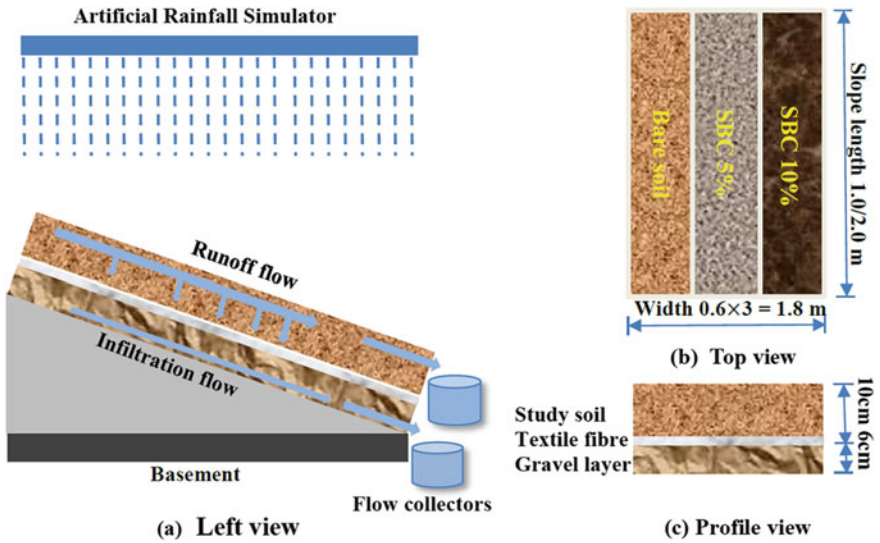 Artificial Rainfall Simulator
Runoff flow
Infiltration flow
Basement
Flow collectors
(a) Left view
Bare soil
SBC 5%
SBC 10%
Slope length 1.0/2.0 m
Width 0.6×3 = 1.8 m
(b) Top view
Study soil
Textile fibre
Gravel layer
10cm 6cm
(c) Profile view